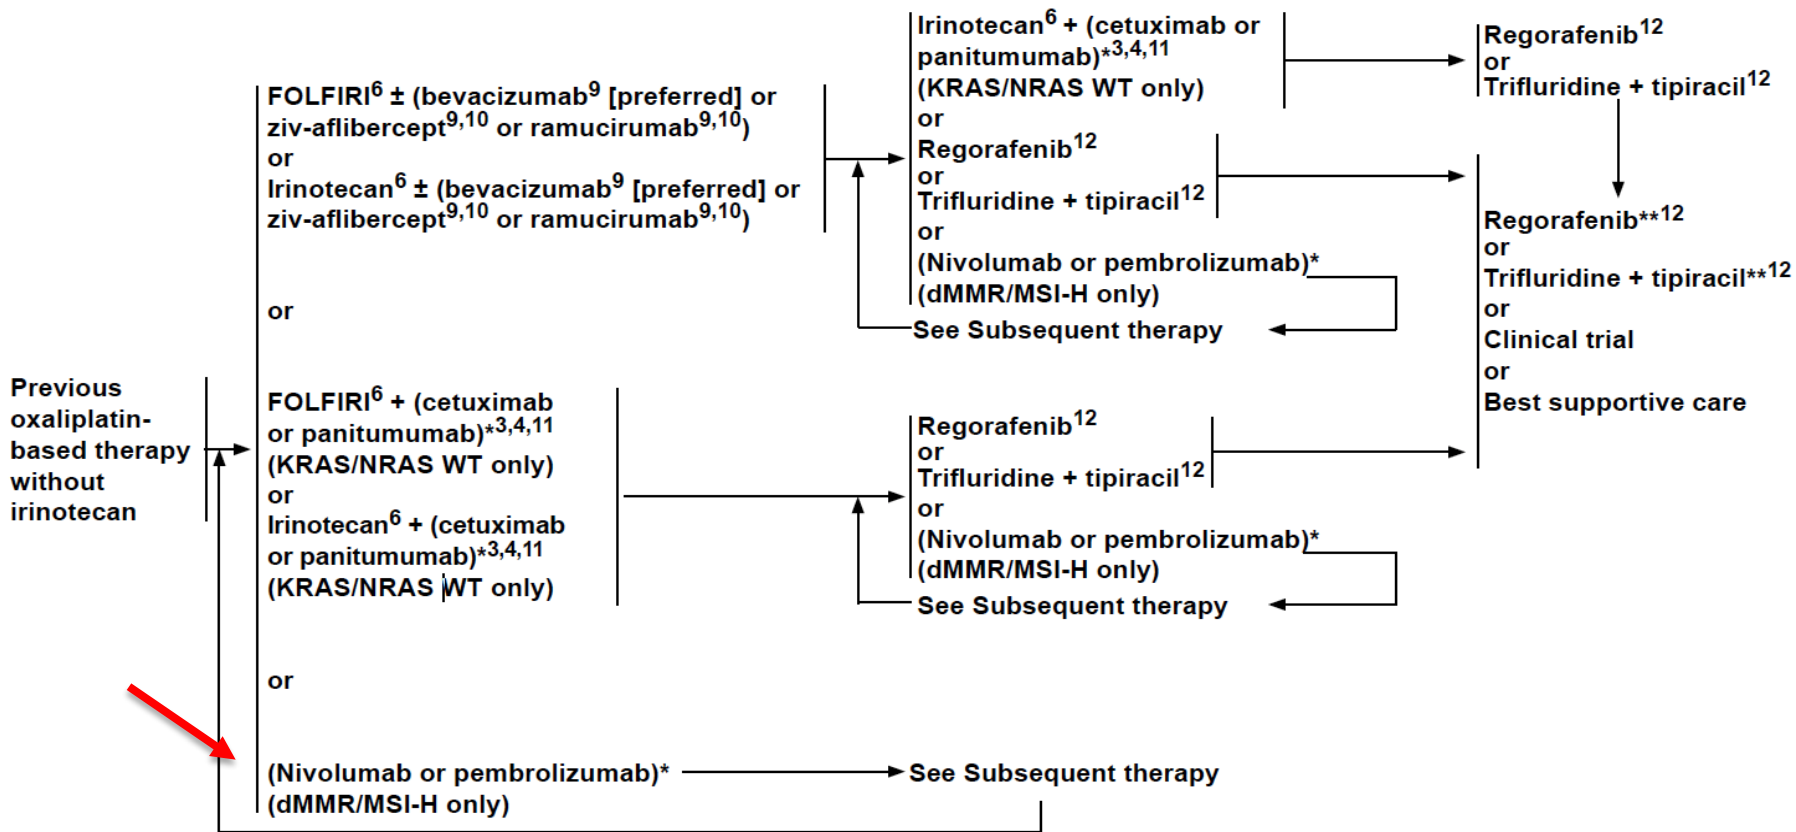 Previous
oxaliplatin-
based therapy
without
irinotecan
FOLFIRI6 ± (bevacizumab9 [preferred] or
ziv-aflibercept9,10 or ramucirumab9,10)
or
Irinotecan6 ± (bevacizumab9 [preferred] or
ziv-aflibercept9,10 or ramucirumab9,10)
or
FOLFIRI6 + (cetuximab
or panitumumab)*3,4,11
(KRAS/NRAS WT only)
or
Irinotecan6 + (cetuximab
or panitumumab)*3,4,11
(KRAS/NRAS WT only)
or
(Nivolumab or pembrolizumab)*
(dMMR/MSI-H only)
Irinotecan6 + (cetuximab or
panitumumab)*3,4,11
(KRAS/NRAS WT only)
or
Regorafenib12
or
Trifluridine + tipiracil12
or
(Nivolumab or pembrolizumab)*
(dMMR/MSI-H only)
See Subsequent therapy
Regorafenib12
or
Trifluridine + tipiracil12
or
(Nivolumab or pembrolizumab)*
(dMMR/MSI-H only)
See Subsequent therapy
See Subsequent therapy
Regorafenib12
or
Trifluridine + tipiracil12
Regorafenib**12
or
Trifluridine + tipiracil**12
or
Clinical trial
or
Best supportive care